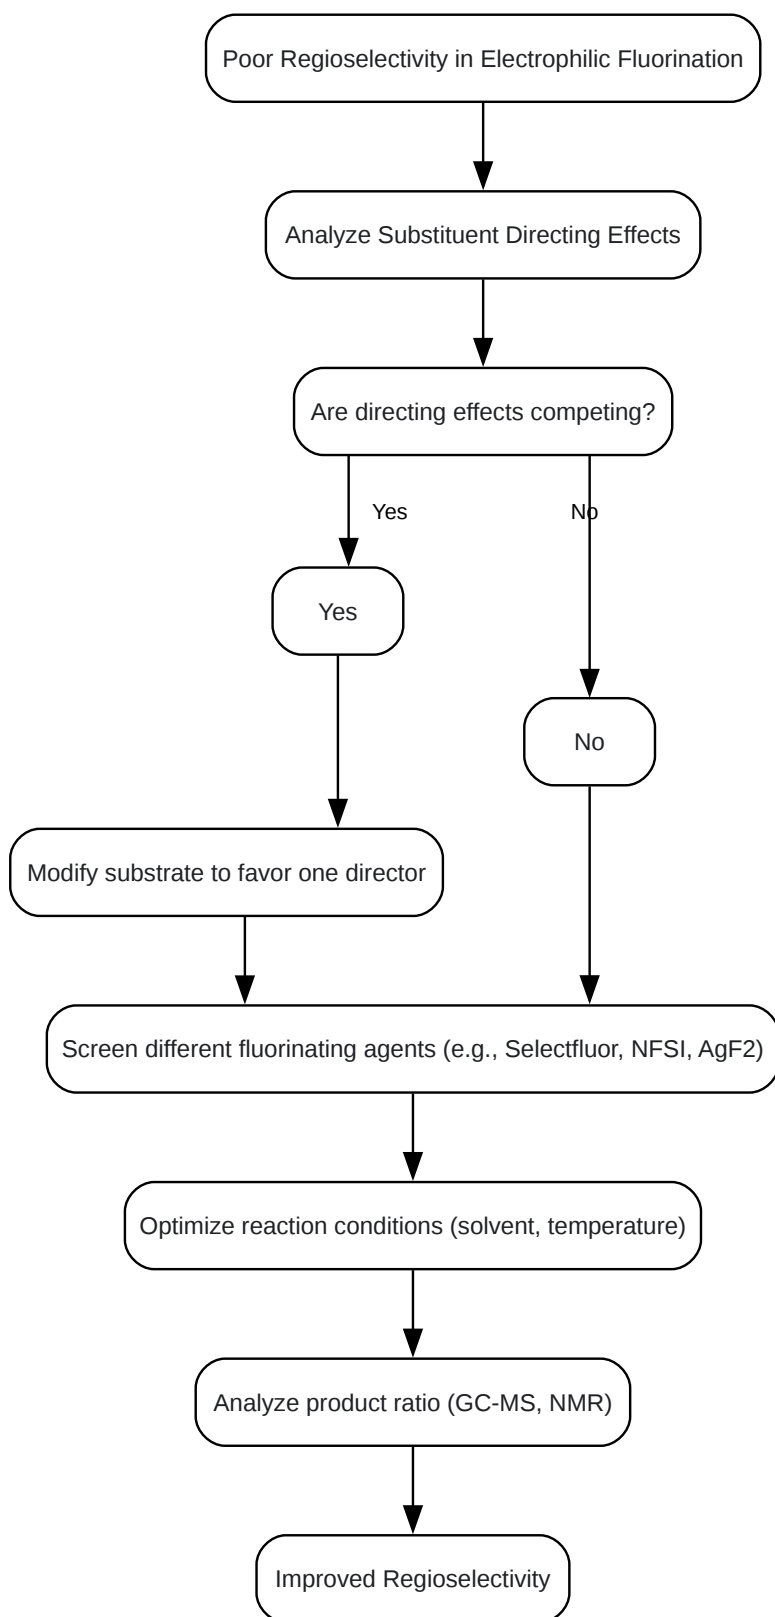 Poor Regioselectivity in Electrophilic Fluorination
Analyze Substituent Directing Effects
Are directing effects competing?
Yes
No
Yes
No
Modify substrate to favor one director
Screen different fluorinating agents (e.g., Selectfluor, NFSI, AgF2)
Optimize reaction conditions (solvent, temperature)
Analyze product ratio (GC-MS, NMR)
Improved Regioselectivity